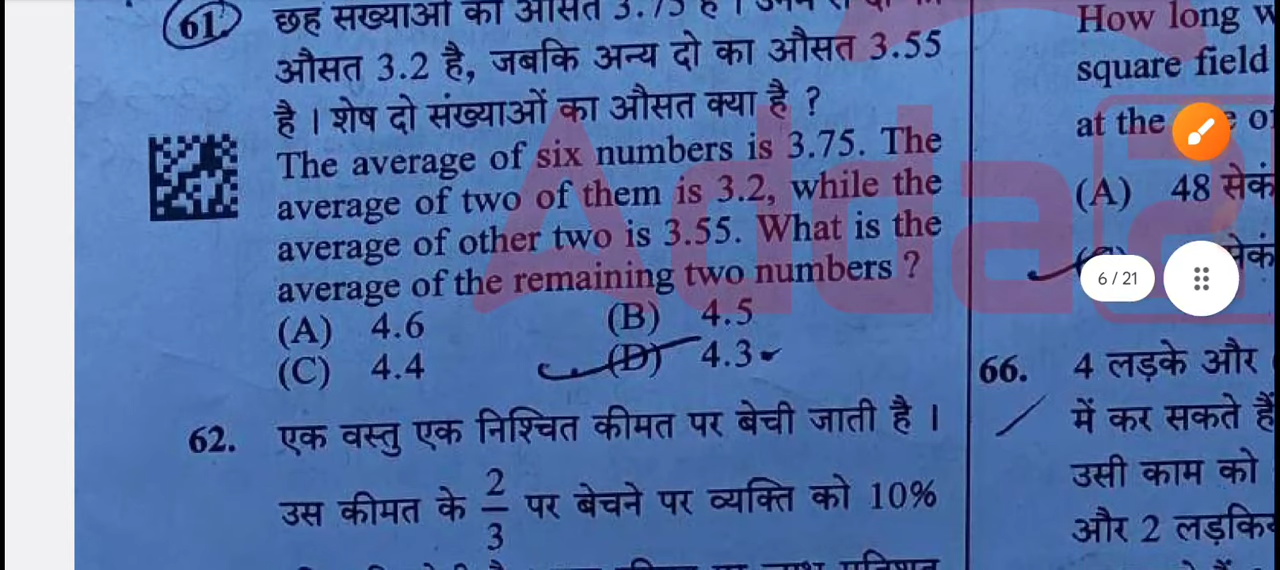 61. छह संख्याओं का औसत 3.75 है ।
औसत 3.2 है, जबकि अन्य दो का औसत 3.55
है । शेष दो संख्याओं का औसत क्या है ?
The average of six numbers is 3.75. The
average of two of them is 3.2, while the
average of other two is 3.55. What is the
average of the remaining two numbers ?
(A) 4.6 (B) 4.5
(C) 4.4 (D) 4.3
62. एक वस्तु एक निश्चित कीमत पर बेची जाती है ।
उस कीमत के 2/3 पर बेचने पर व्यक्ति को 10%
How long
square field
at the
(A) 48
6 / 21
66. 4 लड़के और
में कर सकते हैं
उसी काम को
और 2
Adda